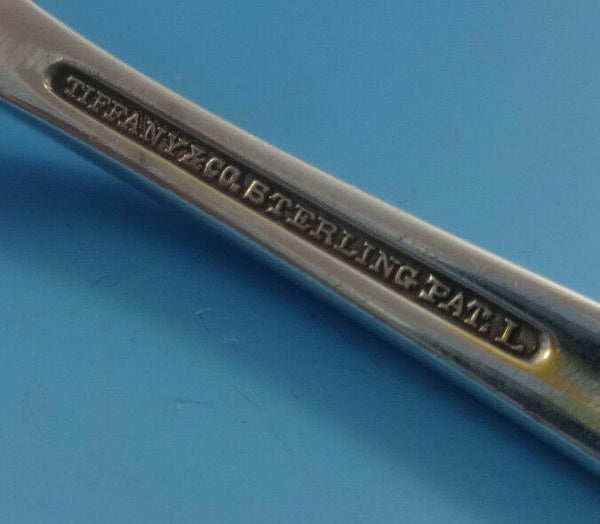 TIFFANY & CO. STERLING PAT. L.